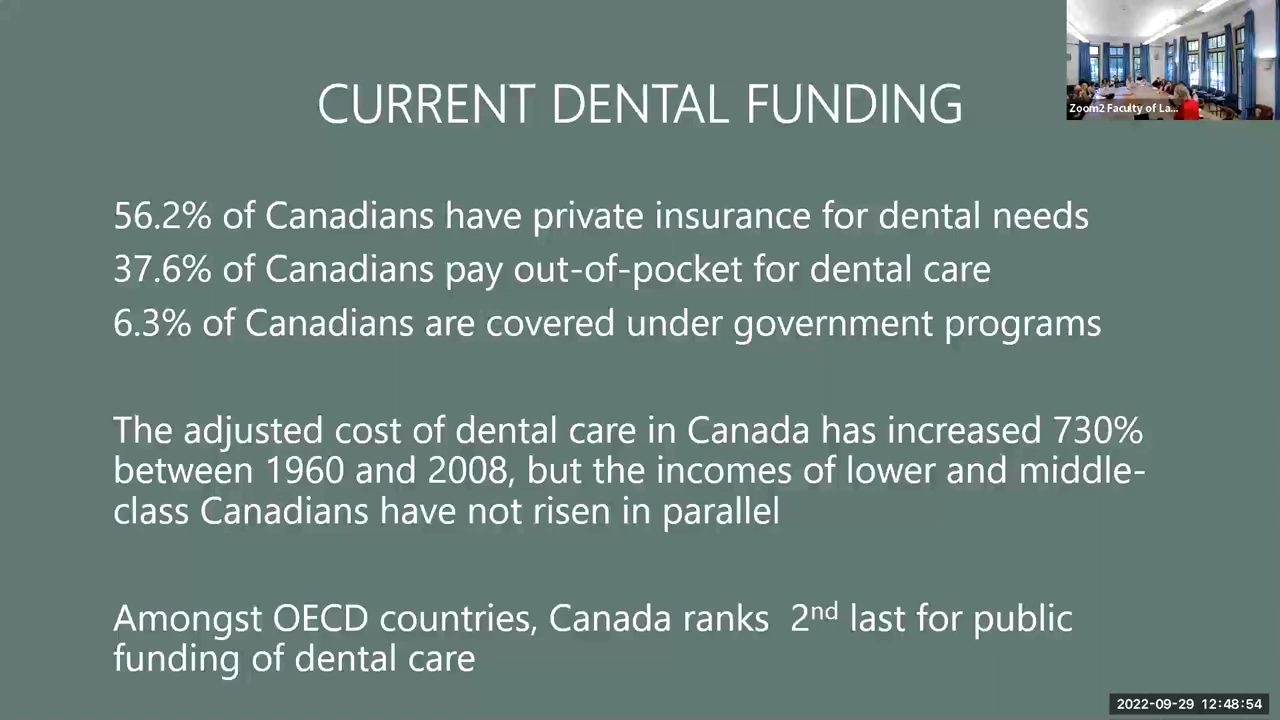 Zoom2 Faculty of La...
CURRENT DENTAL FUNDING
56.2% of Canadians have private insurance for dental needs
37.6% of Canadians pay out-of-pocket for dental care
6.3% of Canadians are covered under government programs
The adjusted cost of dental care in Canada has increased 730%
between 1960 and 2008, but the incomes of lower and middle-
class Canadians have not risen in parallel
Amongst OECD countries, Canada ranks  2nd last for public
funding of dental care
2022-09-29 12:48:54